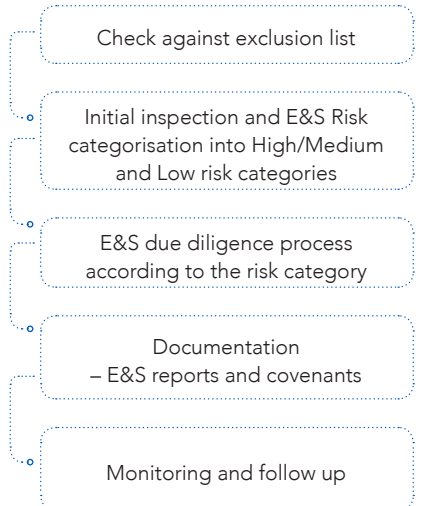 Check against exclusion list
Initial inspection and E&S Risk
categorisation into High/Medium
and Low risk categories
E&S due diligence process
according to the risk category
Documentation
– E&S reports and covenants
Monitoring and follow up